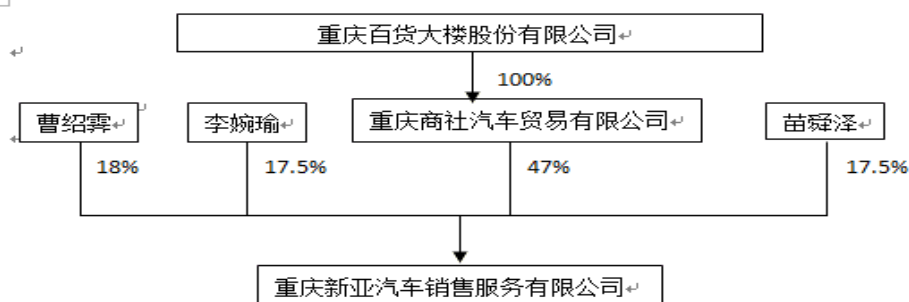 重庆百货大楼股份有限公司
100%
曹绍霁
李婉瑜
重庆商社汽车贸易有限公司
苗舜泽
18%
17.5%
47%
17.5%
重庆新亚汽车销售服务有限公司